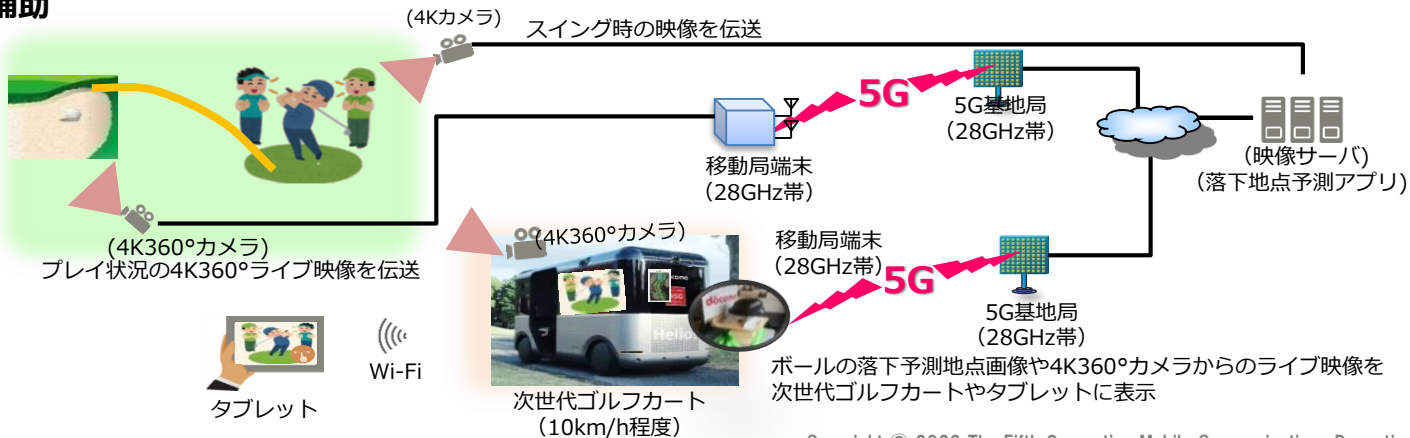 補助
(4Kカメラ)
スイング時の映像を伝送
5G
5G基地局
(28GHz帯)
移動局端末
(28GHz帯)
(映像サーバ)
(落下地点予測アプリ)
(4K360°カメラ)
プレイ状況の4K360°ライブ映像を伝送
(4K360°カメラ)
移動局端末
(28GHz帯)
5G
5G基地局
(28GHz帯)
docomo
Hello
Wi-Fi
タブレット
次世代ゴルフカート
(10km/h程度)
ボールの落下予測地点画像や4K360°カメラからのライブ映像を
次世代ゴルフカートやタブレットに表示